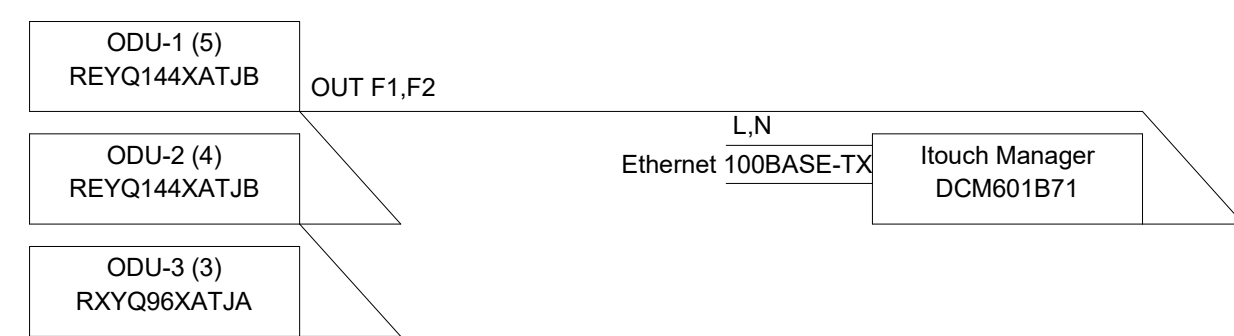 ODU-1 (5)
REYQ144XATJB
OUT F1,F2
L,N
ODU-2 (4)
REYQ144XATJB
Ethernet 100BASE-TX
Itouch Manager
DCM601B71
ODU-3 (3)
RXYQ96XATJA